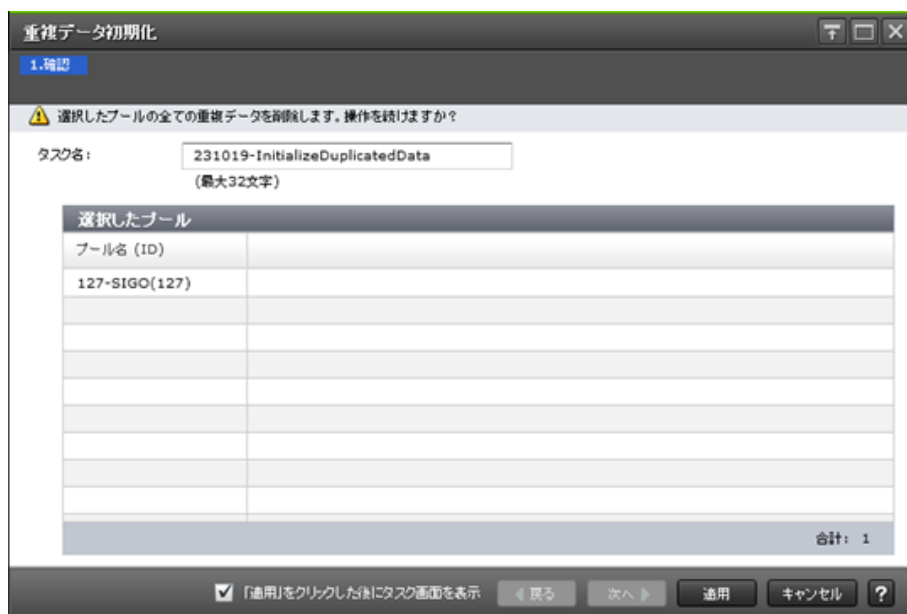 重複データ初期化
1.確認
選択したプールの全ての重複データを削除します。操作を続けますか?
タスク名:
231019-InitializeDuplicatedData
(最大32文字)
選択したプール
プール名 (ID)
127-SIGO(127)
合計: 1
「適用」をクリックした後にタスク画面を表示 戻る 次へ 適用 キャンセル ?